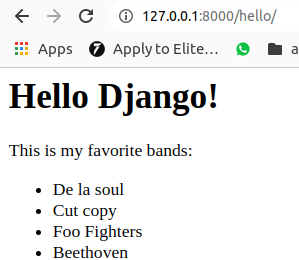 127.0.0.1:8000/hello/
Apps
7
Apply to Elite…
a
Hello Django!
This is my favorite bands:
De la soul
Cut copy
Foo Fighters
Beethoven